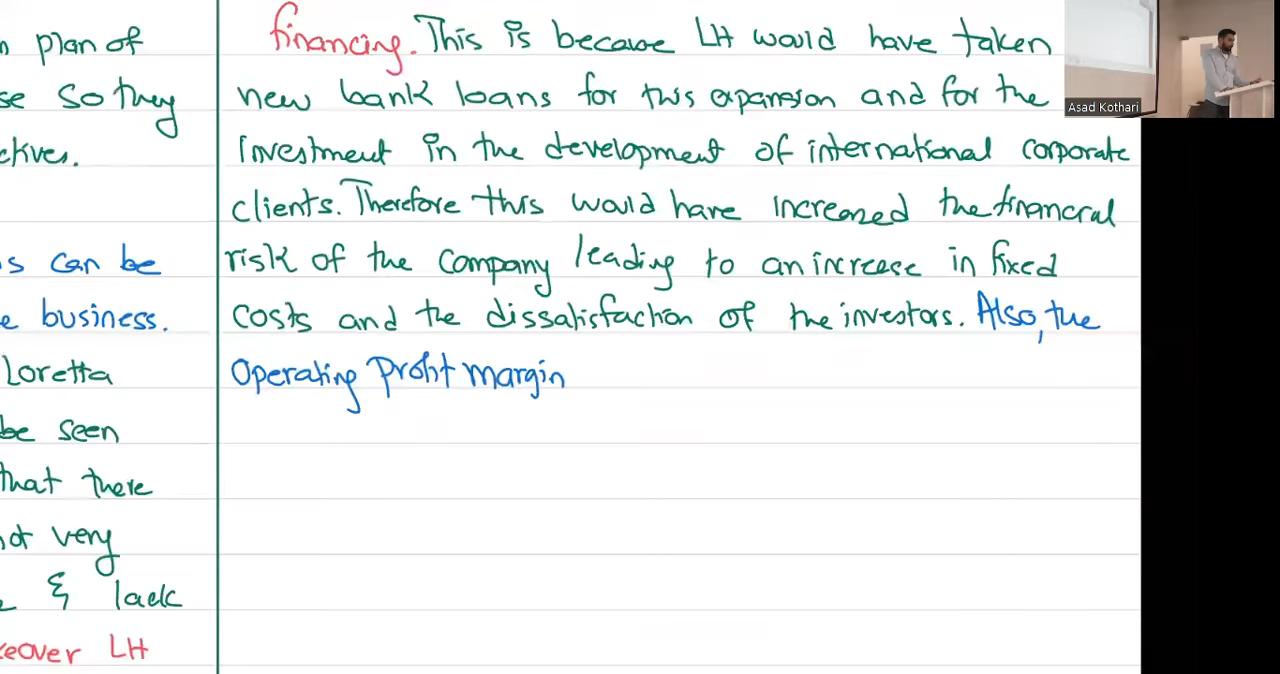 n plan of
se so they
ctives.
s can be
e business.
Loretta
be seen
that there
not very
e & lack
keover LH
financing. This is because LH would have taken
new bank loans for this expansion and for the
investment in the development of international corporate
clients. Therefore this would have increased the financial
risk of the company leading to an increase in fixed
costs and the dissatisfaction of the investors. Also, the
Operating Profit margin
Asad Kothari